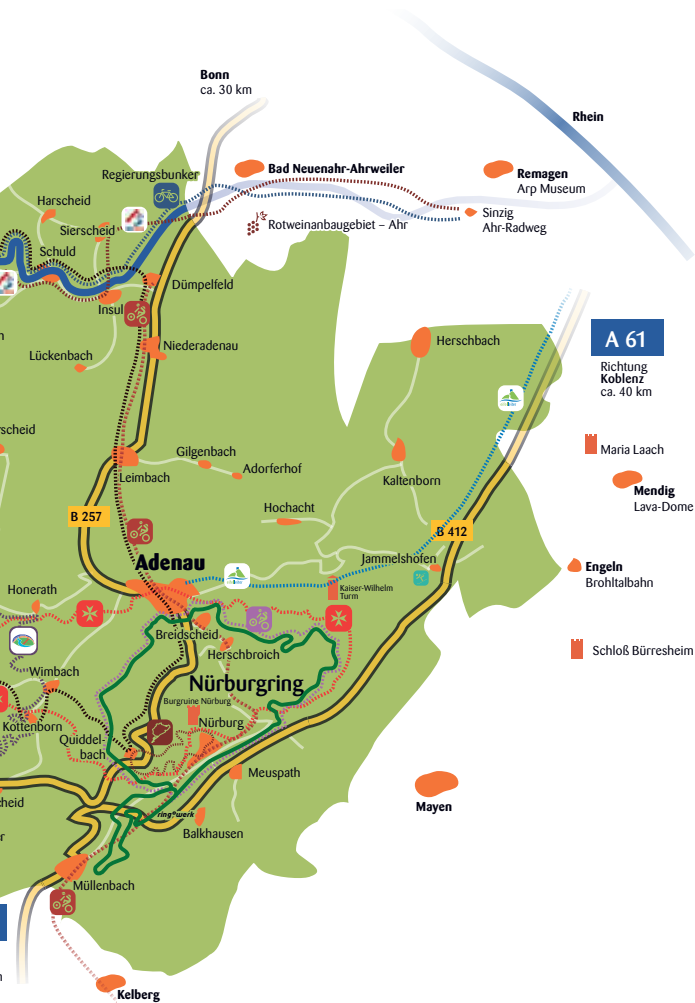 Bonn
ca. 30 km
Rhein
Regierungsbunker
Bad Neuenahr-Ahrweiler
Remagen
Arp Museum
Harscheid
Sierscheid
Sinzig
Ahr-Radweg
Rotweinanbaugebiet – Ahr
Schuld
Dümpelfeld
Insul
Niederadenau
Herschbach
A 61
Richtung
Koblenz
ca. 40 km
Lückenbach
rscheid
Maria Laach
Gilgenbach
Adorferhof
Leimbach
Kaltenborn
Mendig
Lava-Dome
Hochacht
B 257
B 412
Adenau
Jammelshofen
Engeln
Brohltalbahn
Honerath
Kaiser-Wilhelm
Turm
Breidscheid
Herschbroich
Schloß Bürresheim
Wimbach
Nürburgring
Burgruine Nürburg
Nürburg
Kottenborn
Quiddel-
bach
Meuspath
Mayen
cheid
ring°werk
Balkhausen
er
Müllenbach
Kelberg